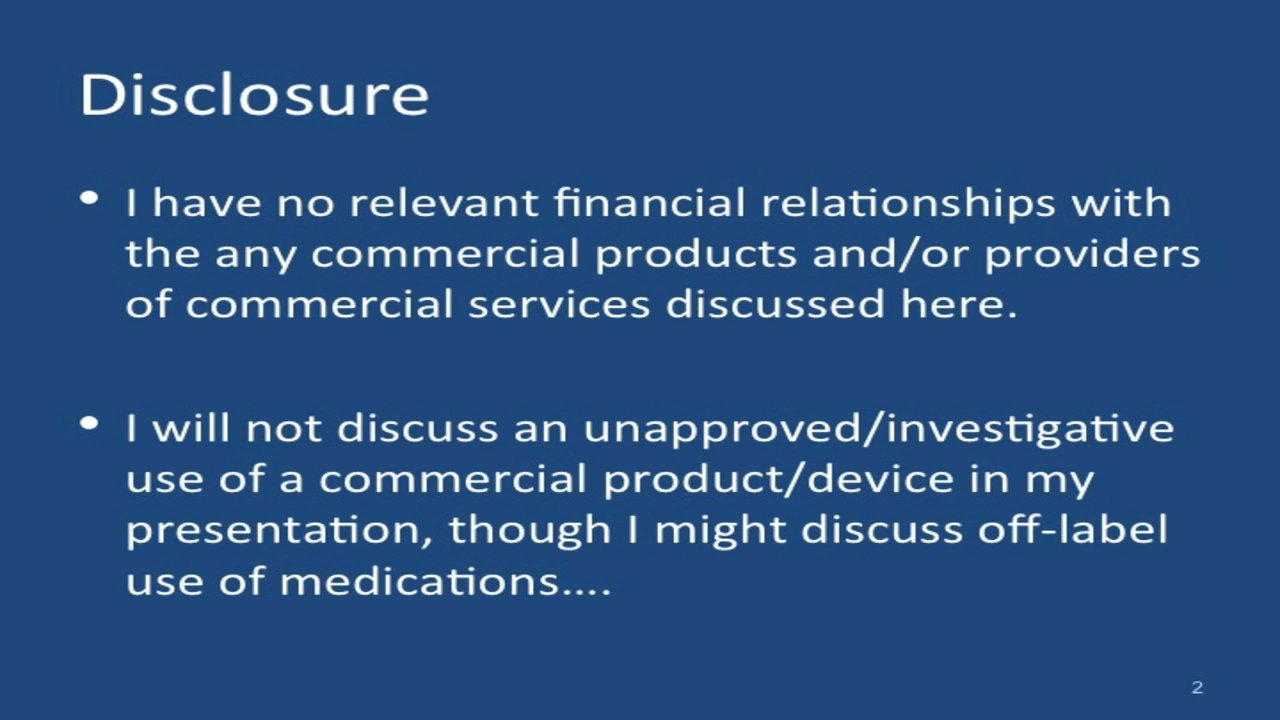 Disclosure
• I have no relevant financial relationships with
the any commercial products and/or providers
of commercial services discussed here.
• I will not discuss an unapproved/investigative
use of a commercial product/device in my
presentation, though I might discuss off-label
use of medications....
2